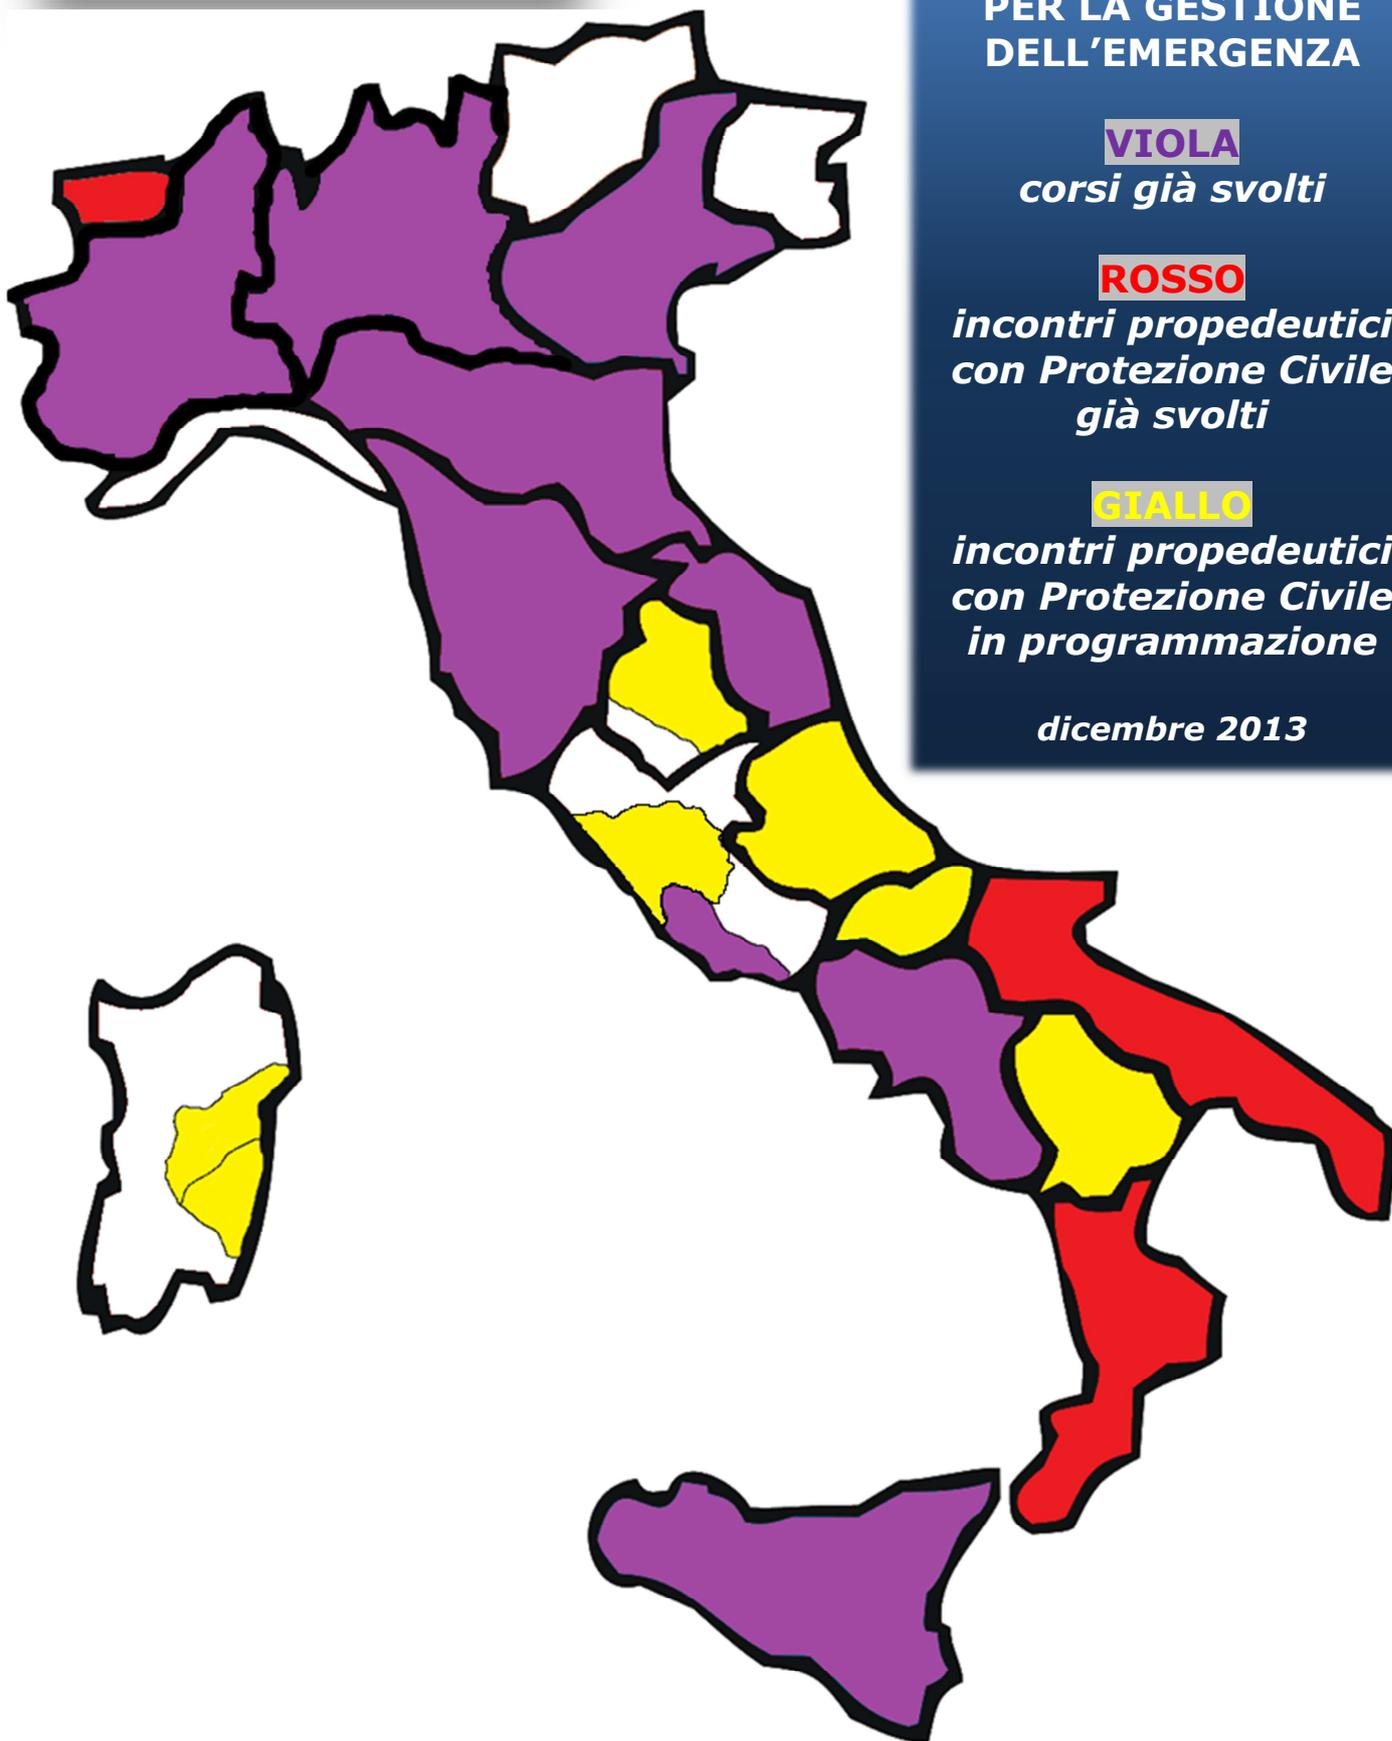 PER LA GESTIONE
DELL’EMERGENZA
VIOLA
corsi già svolti
ROSSO
incontri propedeutici
con Protezione Civile
già svolti
GIALLO
incontri propedeutici
con Protezione Civile
in programmazione
dicembre 2013